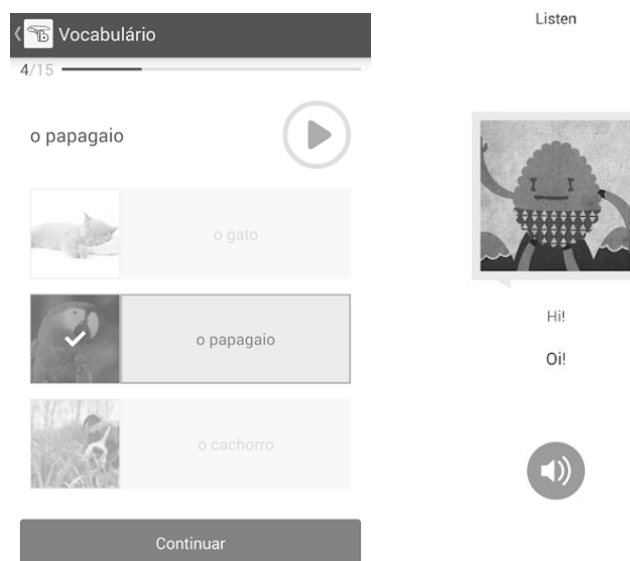 Vocabulário
4/15
o papagaio
o gato
o papagaio
o cachorro
Continuar
Listen
Hi!
Oi!